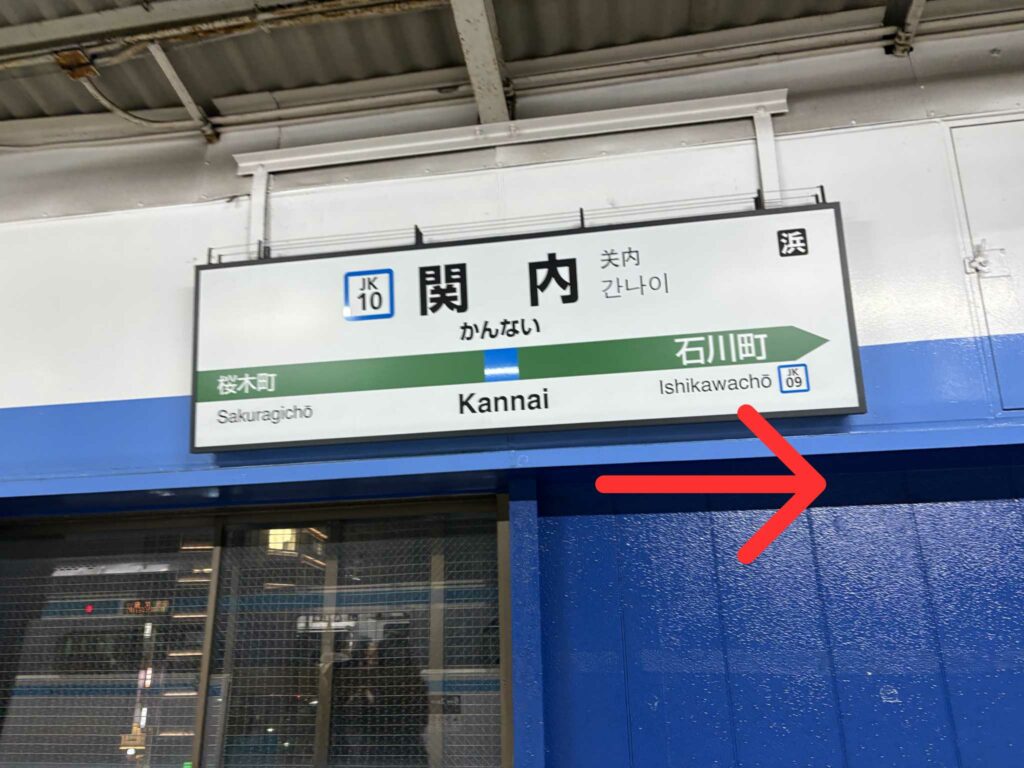 浜
JK
10
関内
关内
간나이
かんない
桜木町
石川町
Sakuragichō
Kannai
Ishikawachō
JK
09